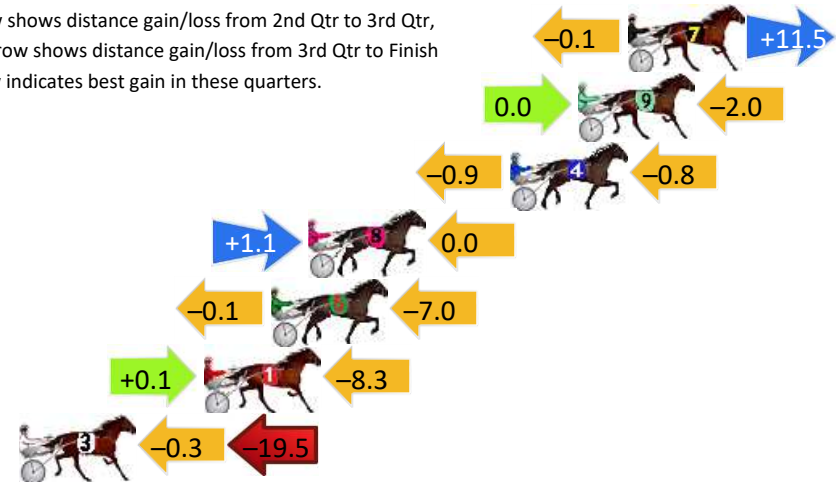 shows distance gain/loss from 2nd Qtr to 3rd Qtr,
row shows distance gain/loss from 3rd Qtr to Finish
indicates best gain in these quarters.
–0.1 7 +11.5
0.0 9 –2.0
–0.9 4 –0.8
+1.1 8 0.0
–0.1 5 –7.0
+0.1 1 –8.3
3 –0.3 –19.5